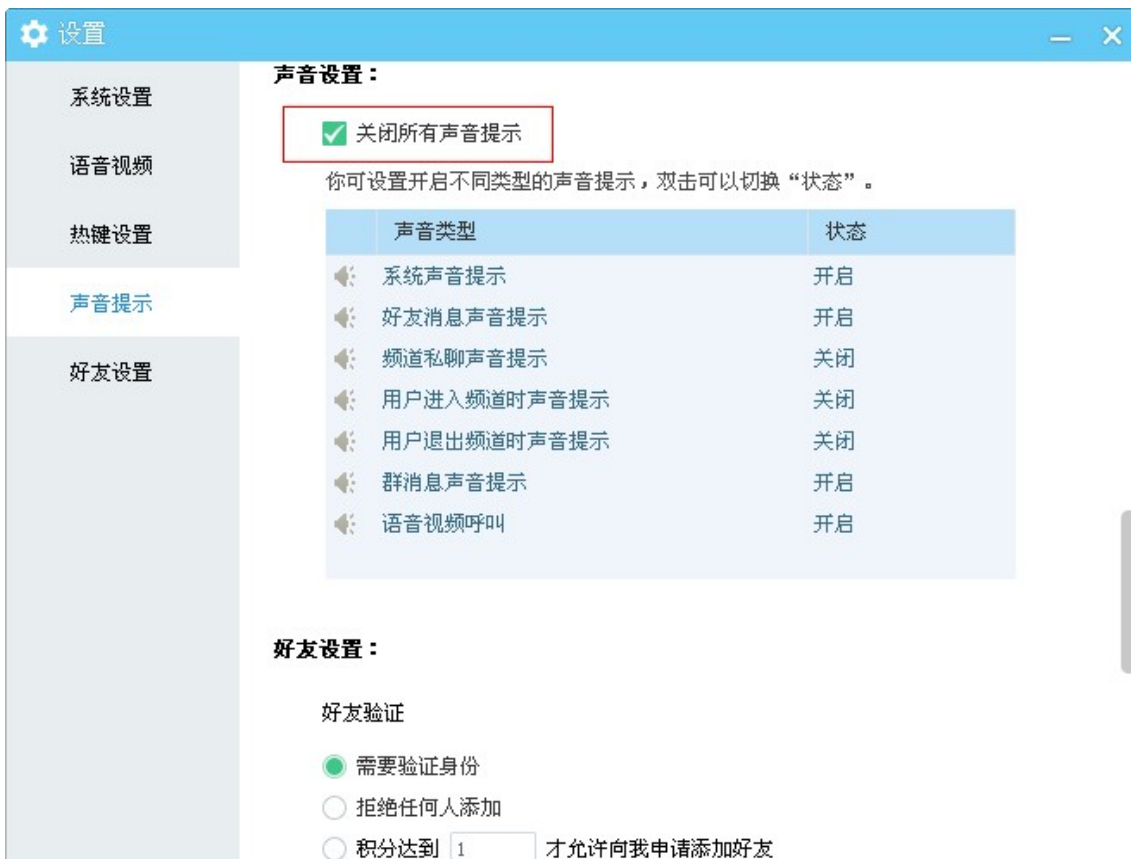 设置
系统设置
语音视频
热键设置
声音提示
好友设置
声音设置：
关闭所有声音提示
你可设置开启不同类型的声音提示，双击可以切换“状态”。
声音类型 状态
系统声音提示 开启
好友消息声音提示 开启
频道私聊声音提示 关闭
用户进入频道时声音提示 关闭
用户退出频道时声音提示 关闭
群消息声音提示 开启
语音视频呼叫 开启
好友设置：
好友验证
需要验证身份
拒绝任何人添加
积分达到 1 才允许向我申请添加好友